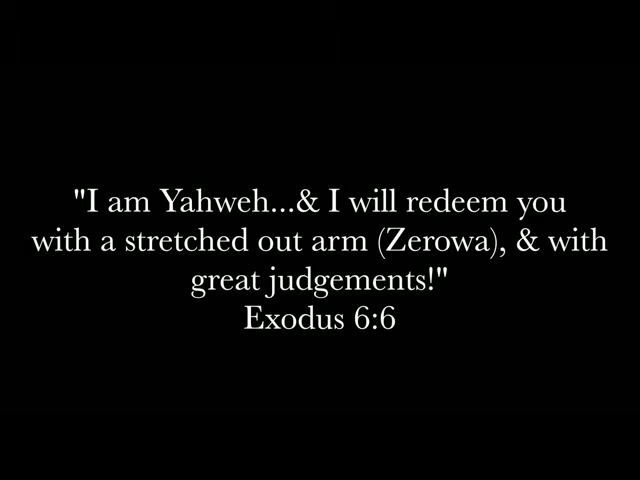 "I am Yahweh...& I will redeem you
with a stretched out arm (Zerowa), & with
great judgements!"
Exodus 6:6